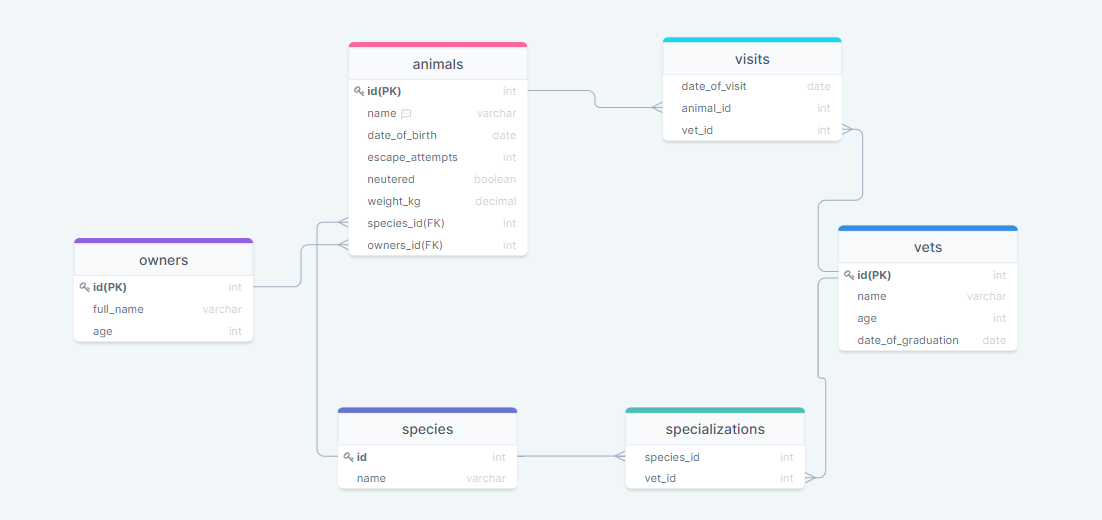 animals
id(PK) int
name varchar
date_of_birth date
escape_attempts int
neutered boolean
weight_kg decimal
species_id(FK) int
owners_id(FK) int
visits
date_of_visit date
animal_id int
vet_id int
owners
id(PK) int
full_name varchar
age int
vets
id(PK) int
name varchar
age int
date_of_graduation date
species
id int
name varchar
specializations
species_id int
vet_id int